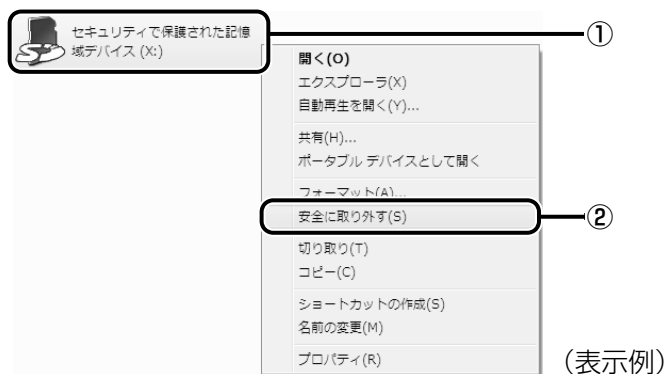 セキュリティで保護された記憶
域デバイス (X:)
①
開く(O)
エクスプローラ(X)
自動再生を開く(Y)...
共有(H)...
ポータブル デバイスとして開く
フォーマット(A)...
安全に取り外す(S)
②
切り取り(T)
コピー(C)
ショートカットの作成(S)
名前の変更(M)
プロパティ(R)
（表示例）